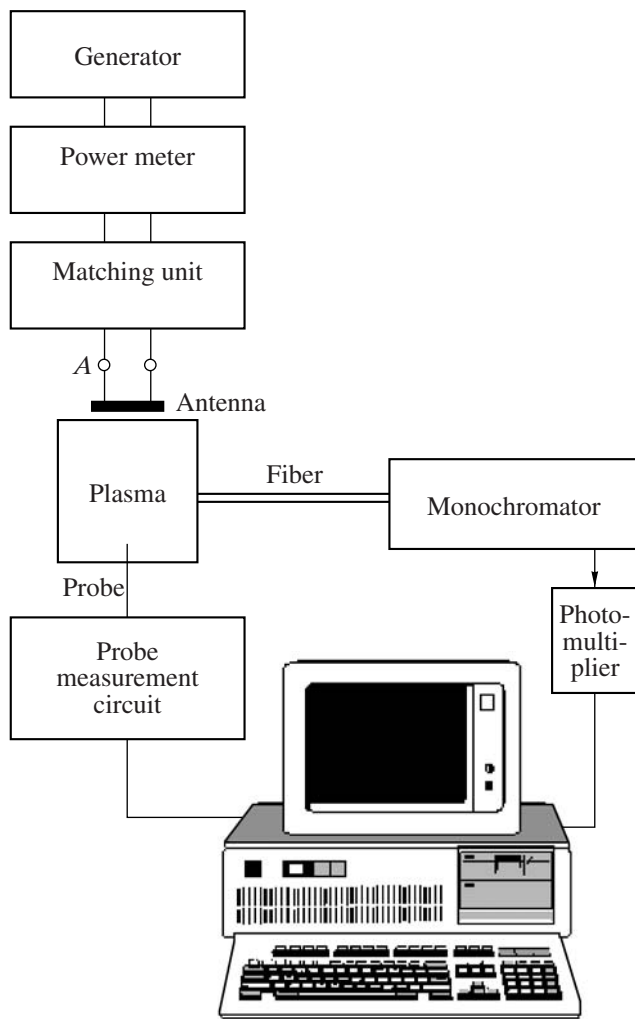 Generator
Power meter
Matching unit
A
Antenna
Plasma
Fiber
Monochromator
Probe
Photo-
multi-
plier
Probe
measurement
circuit